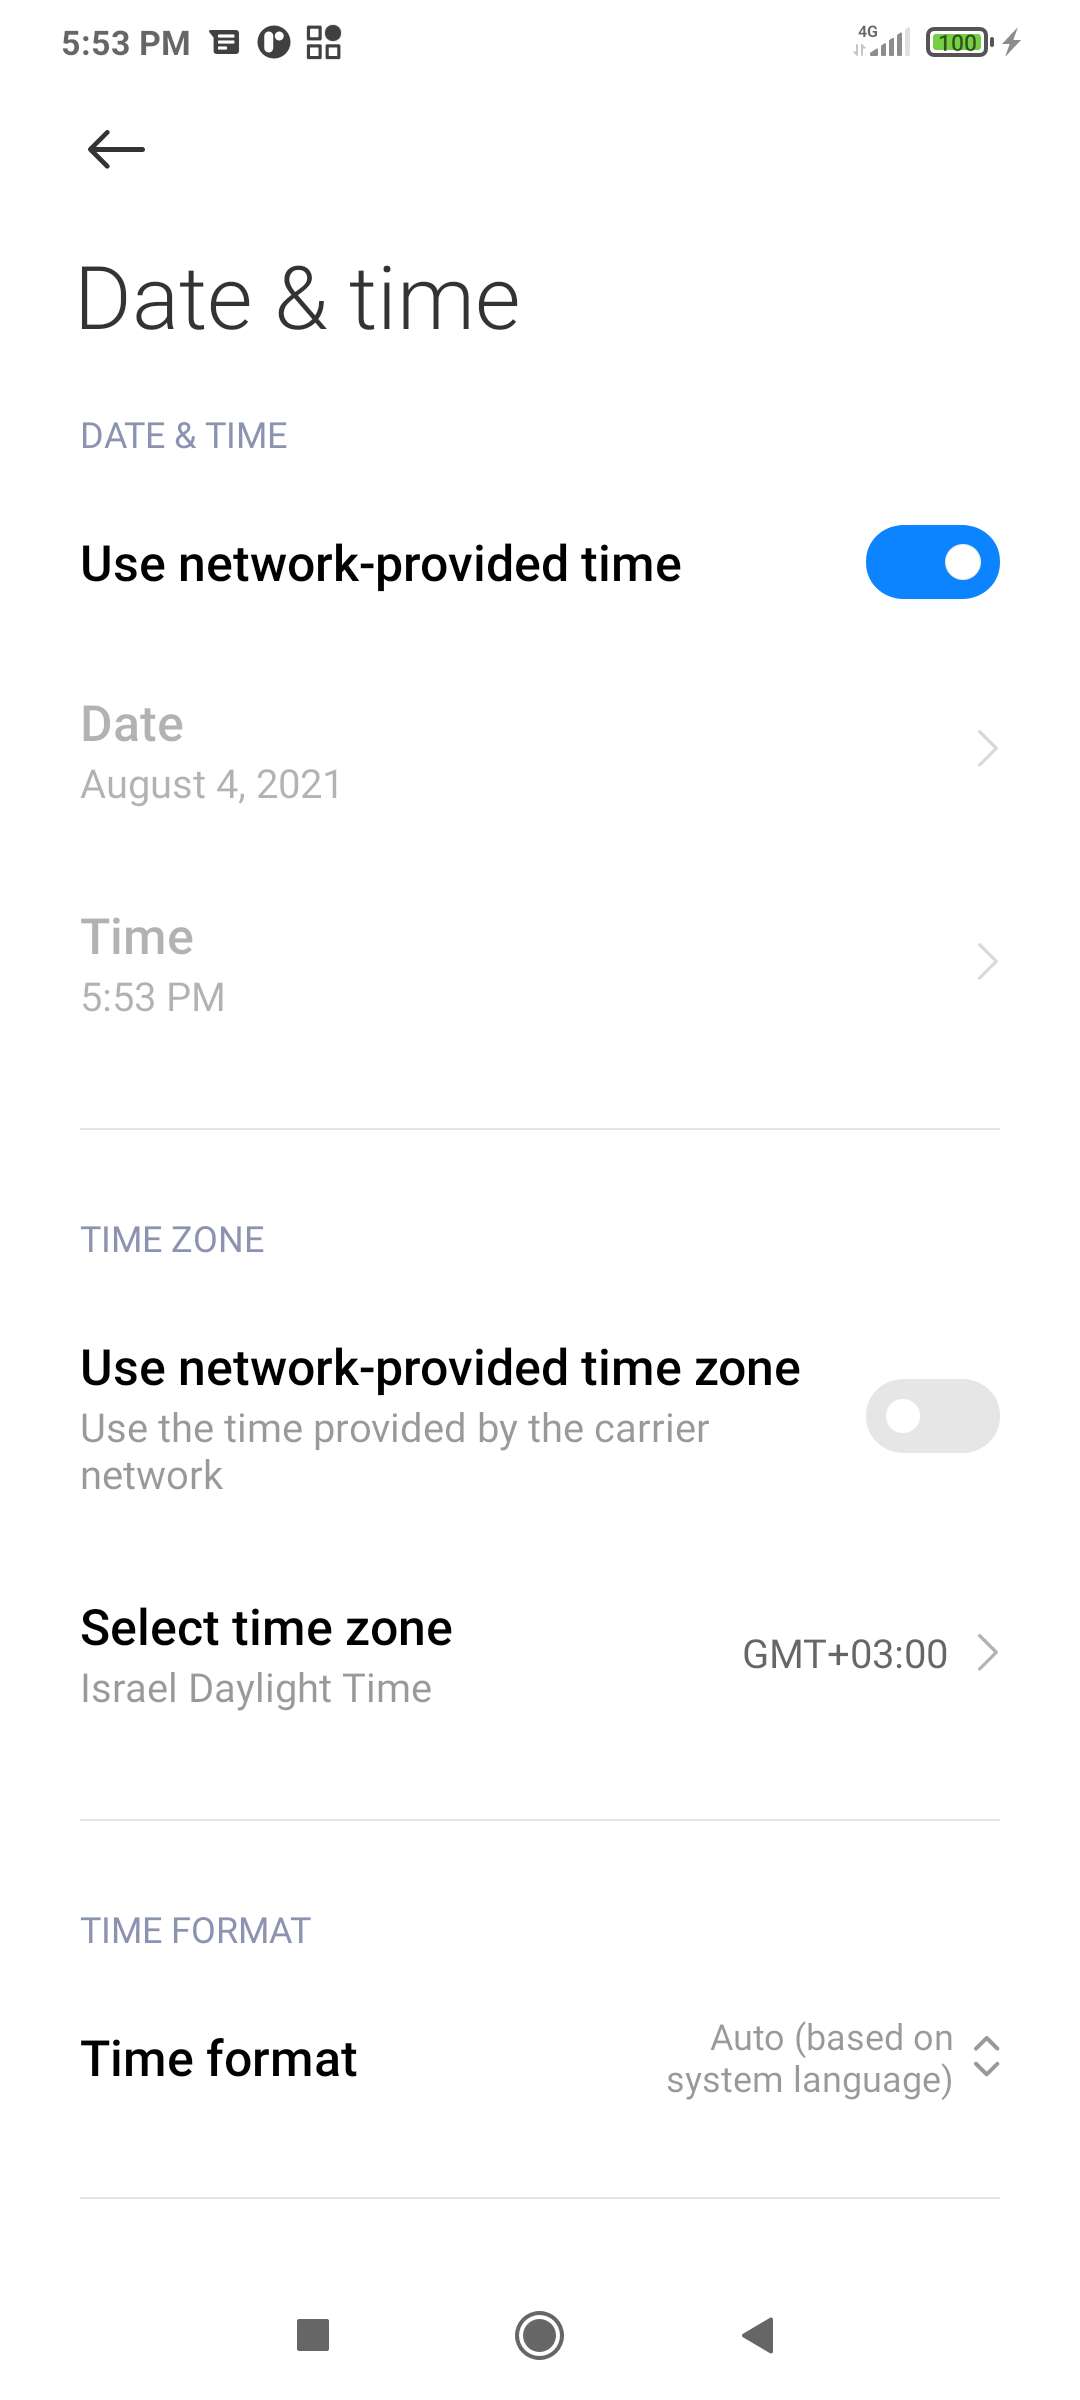 5:53 PM
4G
100
Date & time
DATE & TIME
Use network-provided time
Date
August 4, 2021
Time
5:53 PM
TIME ZONE
Use network-provided time zone
Use the time provided by the carrier
network
Select time zone
Israel Daylight Time
GMT+03:00
TIME FORMAT
Time format
Auto (based on
system language)